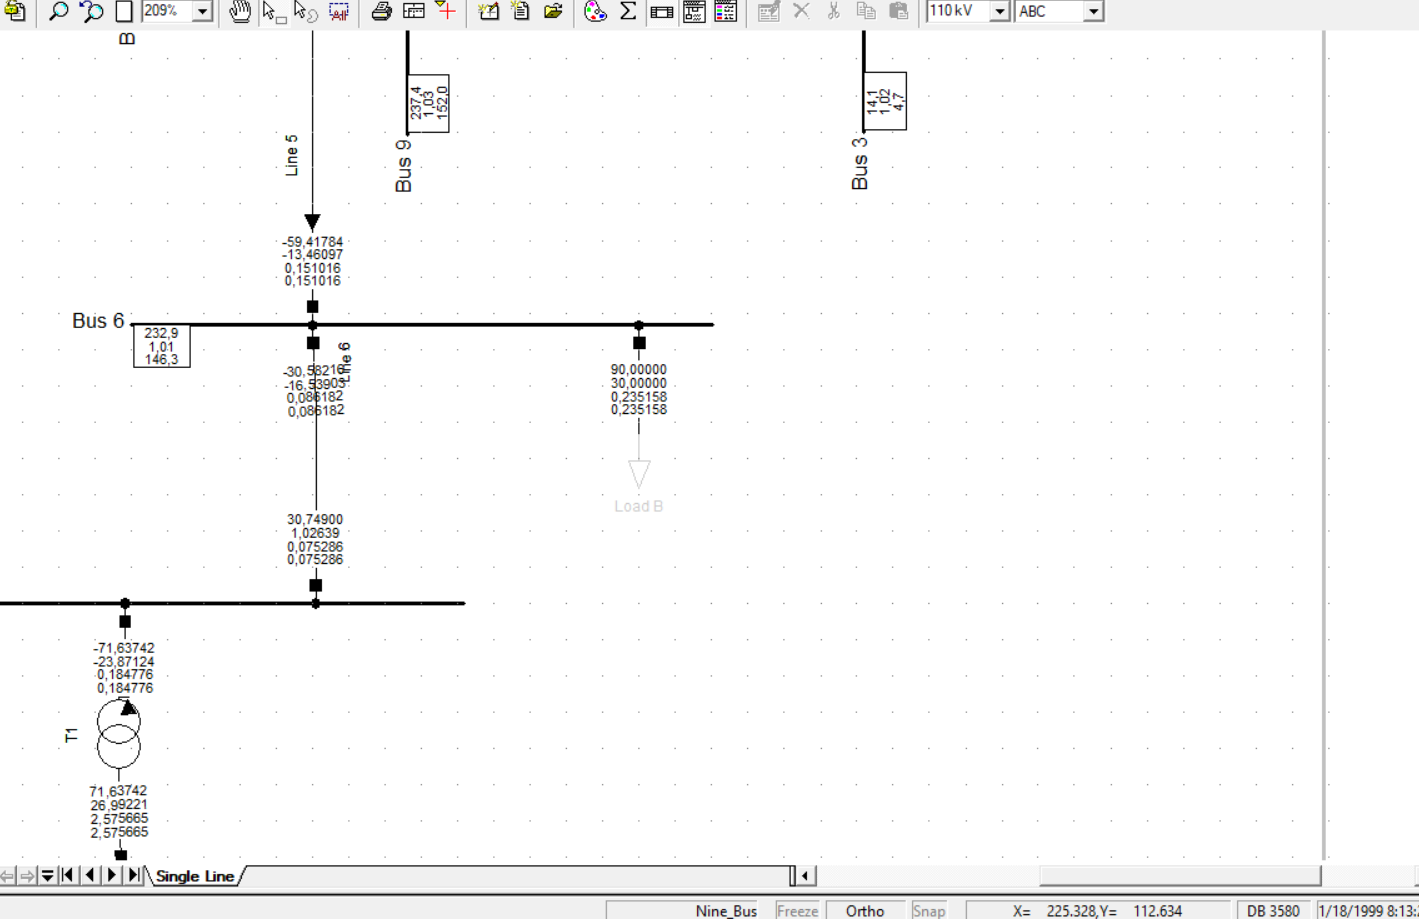 209%
110 kV
ABC
B
Line 5
237,4
1,03
152,0
Bus 9
14,1
1,02
4,7
Bus 3
-59,41784
-13,46097
0,151016
0,151016
Bus 6
232,9
1,01
146,3
Line 6
-30,58216
-16,53903
0,086182
0,086182
90,00000
30,00000
0,235158
0,235158
Load B
30,74900
1,02639
0,075286
0,075286
-71,63742
-23,87124
0,184776
0,184776
T1
71,63742
26,99221
2,575665
2,575665
Single Line
Nine_Bus
Freeze
Ortho
Snap
X= 225.328,Y= 112.634
DB 3580
1/18/1999 8:13: